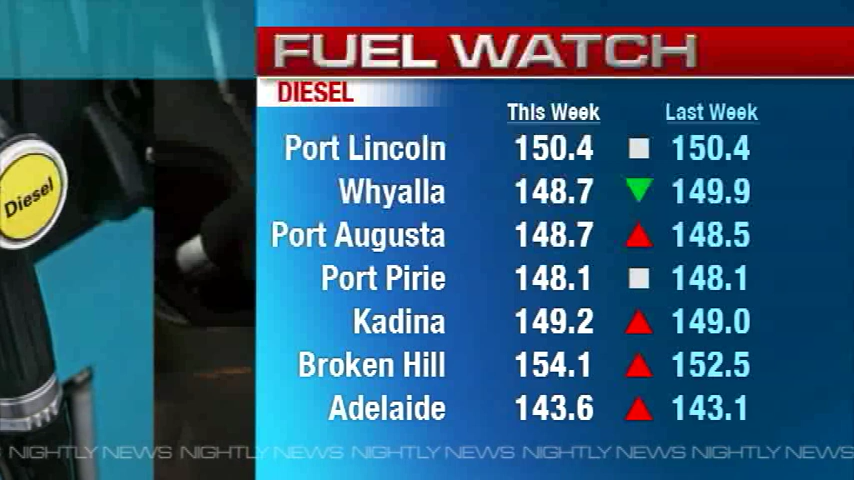 FUEL WATCH
DIESEL
This Week Last Week
Port Lincoln 150.4 150.4
Whyalla 148.7 149.9
Port Augusta 148.7 148.5
Port Pirie 148.1 148.1
Kadina 149.2 149.0
Broken Hill 154.1 152.5
Adelaide 143.6 143.1
Diesel
NIGHTLY NEWS NIGHTLY NEWS NIGHTLY NEWS NIGHTLY NEWS NIGHTLY NEWS